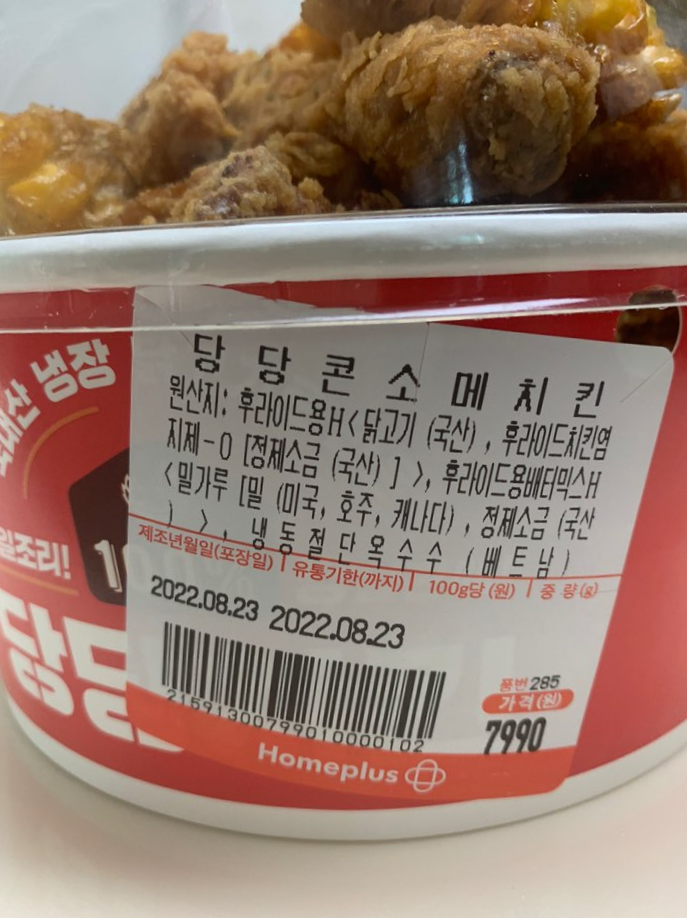 냉장
당당콘소메치킨
원산지: 후라이드용H<닭고기 (국산) , 후라이드치킨염
지제-0 [정제소금 (국산) ] >, 후라이드용배터믹스H
<밀가루 [밀 (미국, 호주, 캐나다) , 정제소금 (국산
) > , 냉동절단옥수수 (베트남)
제조년월일(포장일) 유통기한(까지) 100g당 (원) 중 량 (g)
2022.08.23 2022.08.23
일조리!
당당
품번 285
가격(원)
7990
21591300799010000102
Homeplus